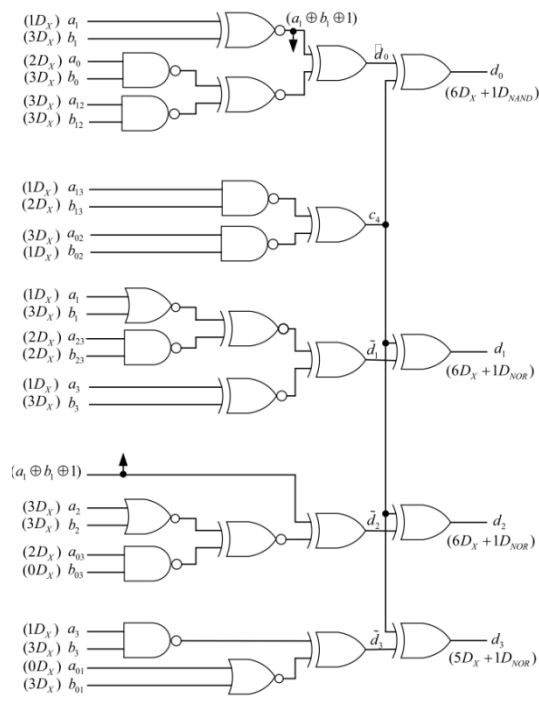 (1D_X) a_1 (a_1 ⊕ b_1 ⊕ 1)
(3D_X) b_1
(2D_X) a_0 d_0 d_0
(3D_X) b_0 (6D_X + 1D_NAND)
(3D_X) a_12
(3D_X) b_12
(1D_X) a_13
(2D_X) b_13 c_4
(3D_X) a_02
(1D_X) b_02
(1D_X) a_1
(3D_X) b_1
(2D_X) a_23 d̃_1 d_1
(2D_X) b_23 (6D_X + 1D_NOR)
(1D_X) a_3
(3D_X) b_3
(a_1 ⊕ b_1 ⊕ 1)
(3D_X) a_2
(3D_X) b_2 d̃_2 d_2
(2D_X) a_03 (6D_X + 1D_NOR)
(0D_X) b_03
(1D_X) a_3
(3D_X) b_3 d̃_3 d_3
(0D_X) a_01 (5D_X + 1D_NOR)
(3D_X) b_01